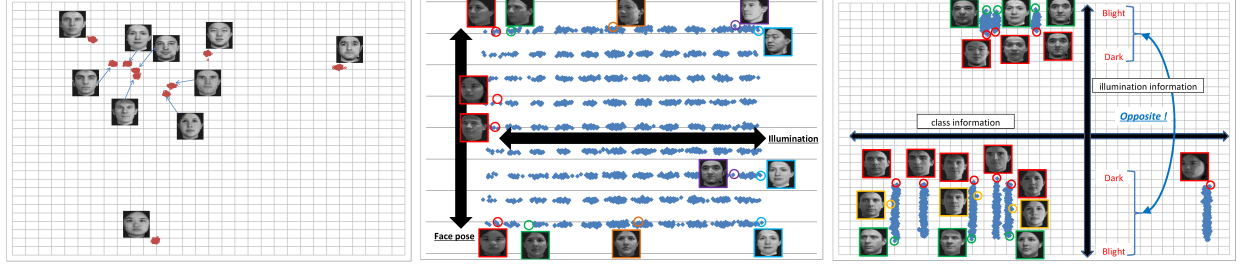 Illumination
Face pose
Blight
Dark
illumination information
Opposite !
class information
Dark
Blight